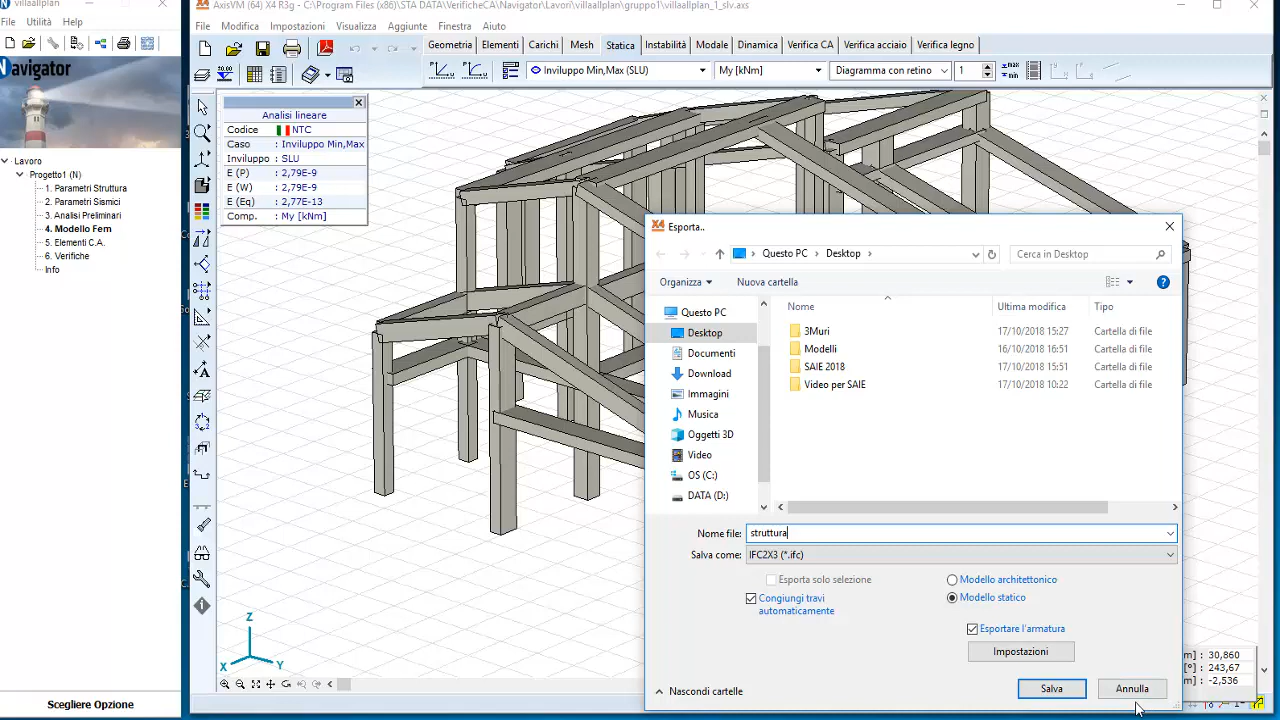 villaallplan
AxisVM X4 R3g - C:\Program Files (x86)\STA DATA\VerificheCA\Navigator\Lavori\villaallplan\gruppo1\villaallplan_1_slv.axs
File Utilità Help
File Modifica Impostazioni Visualizza Aggiunte Finestra Aiuto
Geometria Elementi Carichi Mesh Statica Instabilità Modale Dinamica Verifica CA Verifica acciaio Verifica legno
Inviluppo Min,Max (SLU) My [kNm] Diagramma con retino 1
Navigator
Lavoro
Progetto1 (N)
1. Parametri Struttura
2. Parametri Sismici
3. Analisi Preliminari
4. Modello Fem
5. Elementi C.A.
6. Verifiche
Info
Scegliere Opzione
Analisi lineare
Codice NTC
Caso : Inviluppo Min,Max
Inviluppo : SLU
E (P) : 2,79E-9
E (W) : 2,79E-9
E (Eq) : 2,77E-13
Comp. : My [kNm]
Z
X Y
X4 Esporta..
Questo PC > Desktop >
Cerca in Desktop
Organizza Nuova cartella
Questo PC
Desktop
Documenti
Download
Immagini
Musica
Oggetti 3D
Video
OS (C:)
DATA (D:)
Nome Ultima modifica Tipo
3Muri 17/10/2018 15:27 Cartella di file
Modelli 16/10/2018 16:51 Cartella di file
SAIE 2018 17/10/2018 15:51 Cartella di file
Video per SAIE 17/10/2018 10:22 Cartella di file
Nome file: struttura
Salva come: IFC2X3 (*.ifc)
Esporta solo selezione
Modello architettonico
Congiungi travi automaticamente
Modello statico
Esportare l'armatura
Impostazioni
Nascondi cartelle
Salva Annulla
m] : 30,860
[°] : 243,67
m] : -2,536